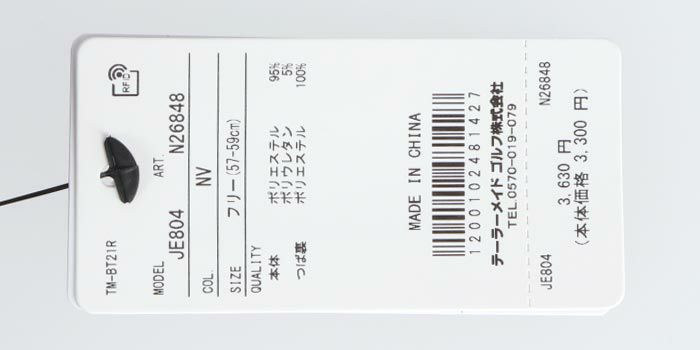 RFID
TM-BT21R
MODEL ART.
JE804 N26848
COL. NV
SIZE フリー(57-59cm)
QUALITY
本体 ポリエステル 95%
ポリウレタン 5%
つば裏 ポリエステル 100%
MADE IN CHINA
1200102481427
テーラーメイド ゴルフ株式会社
TEL.0570-019-079
JE804 N26848
3,630 円
(本体価格 3,300 円)